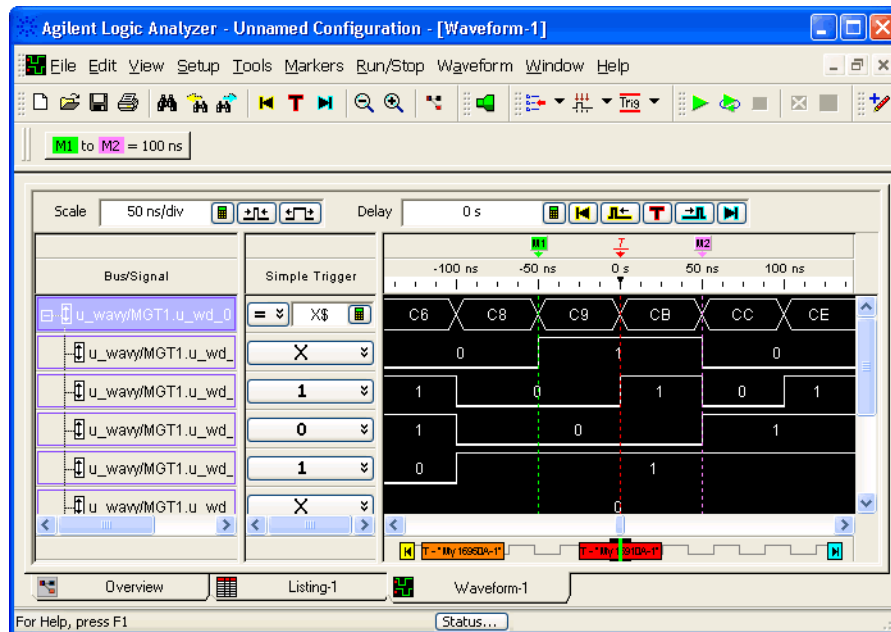 Agilent Logic Analyzer - Unnamed Configuration - [Waveform-1]
File Edit View Setup Tools Markers Run/Stop Waveform Window Help
T Trig
M1 to M2 = 100 ns
Scale 50 ns/div Delay 0 s T
M1 T M2
Bus/Signal Simple Trigger -100 ns -50 ns 0 s 50 ns 100 ns
u_wavy/MGT1.u_wd_0 = X$ C6 C8 C9 CB CC CE
u_wavy/MGT1.u_wd_ X 0 1 0
u_wavy/MGT1.u_wd_ 1 1 0 1 0 1
u_wavy/MGT1.u_wd_ 0 1 0 1
u_wavy/MGT1.u_wd_ 1 0 1
u_wavy/MGT1.u_wd_ X 0
T - "My 16950A-1"
Overview Listing-1 Waveform-1
For Help, press F1 Status...